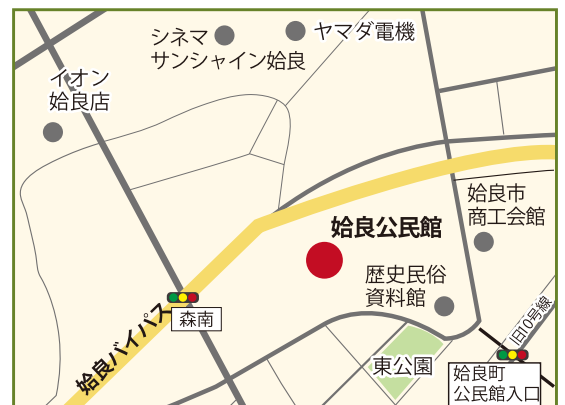 シネマ
サンシャイン姶良
ヤマダ電機
イオン
姶良店
姶良市
商工会館
姶良公民館
歴史民俗
資料館
森南
姶良バイパス
旧10号線
東公園
姶良町
公民館入口